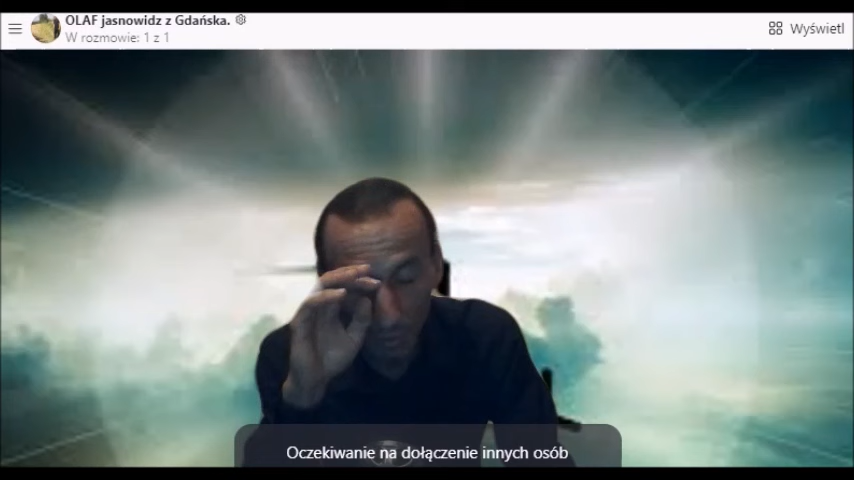 OLAF jasnowidz z Gdańska.
W rozmowie: 1 z 1
Wyświetl
Oczekiwanie na dołączenie innych osób